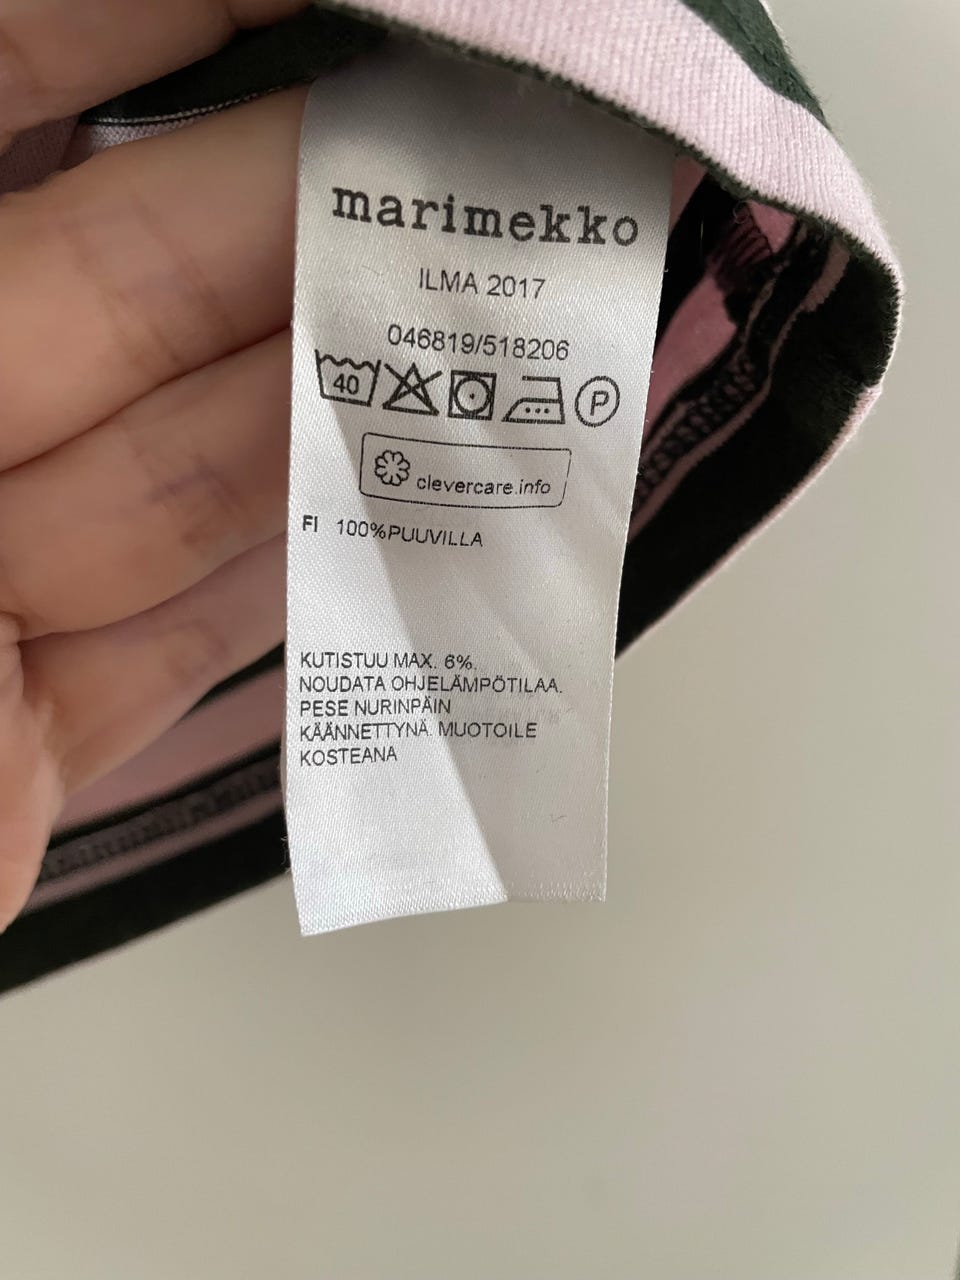 marimekko
ILMA 2017
046819/518206
40 P
clevercare.info
FI 100%PUUVILLA
KUTISTUU MAX. 6%.
NOUDATA OHJELÄMPÖTILAA.
PESE NURINPÄIN
KÄÄNNETTYNÄ. MUOTOILE
KOSTEANA